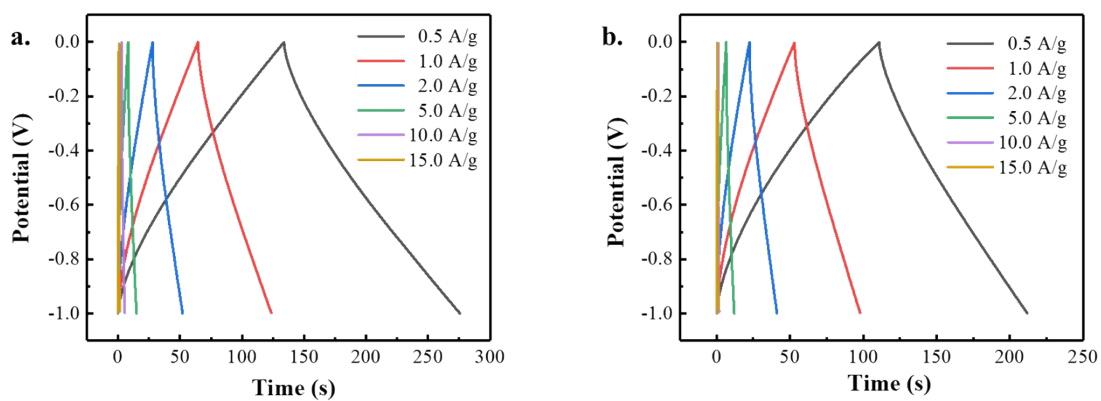 a.
0.0
-0.2
-0.4
-0.6
-0.8
-1.0
Potential (V)
0 50 100 150 200 250 300
Time (s)
0.5 A/g
1.0 A/g
2.0 A/g
5.0 A/g
10.0 A/g
15.0 A/g
b.
0.0
-0.2
-0.4
-0.6
-0.8
-1.0
Potential (V)
0 50 100 150 200 250
Time (s)
0.5 A/g
1.0 A/g
2.0 A/g
5.0 A/g
10.0 A/g
15.0 A/g